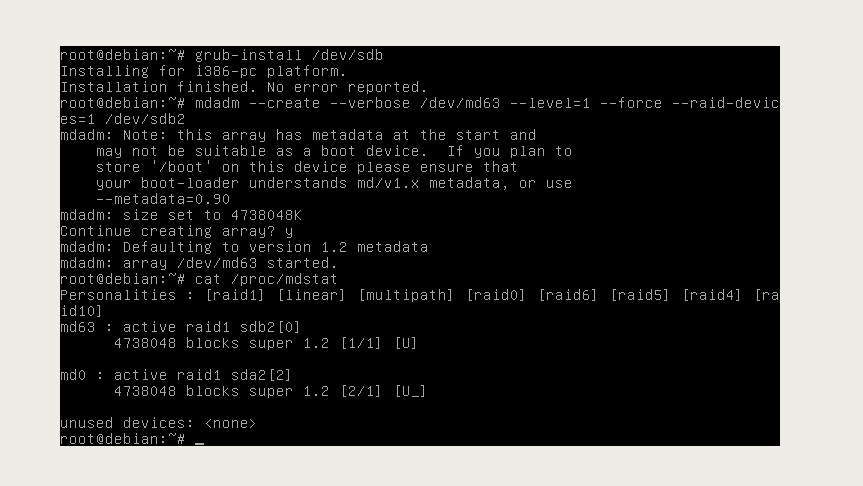 root@debian:~# grub-install /dev/sdb
Installing for i386-pc platform.
Installation finished. No error reported.
root@debian:~# mdadm --create --verbose /dev/md63 --level=1 --force --raid-devic
es=1 /dev/sdb2
mdadm: Note: this array has metadata at the start and
    may not be suitable as a boot device.  If you plan to
    store '/boot' on this device please ensure that
    your boot-loader understands md/v1.x metadata, or use
    --metadata=0.90
mdadm: size set to 4738048K
Continue creating array? y
mdadm: Defaulting to version 1.2 metadata
mdadm: array /dev/md63 started.
root@debian:~# cat /proc/mdstat
Personalities : [raid1] [linear] [multipath] [raid0] [raid6] [raid5] [raid4] [ra
id10]
md63 : active raid1 sdb2[0]
      4738048 blocks super 1.2 [1/1] [U]

md0 : active raid1 sda2[2]
      4738048 blocks super 1.2 [2/1] [U_]

unused devices: <none>
root@debian:~# _